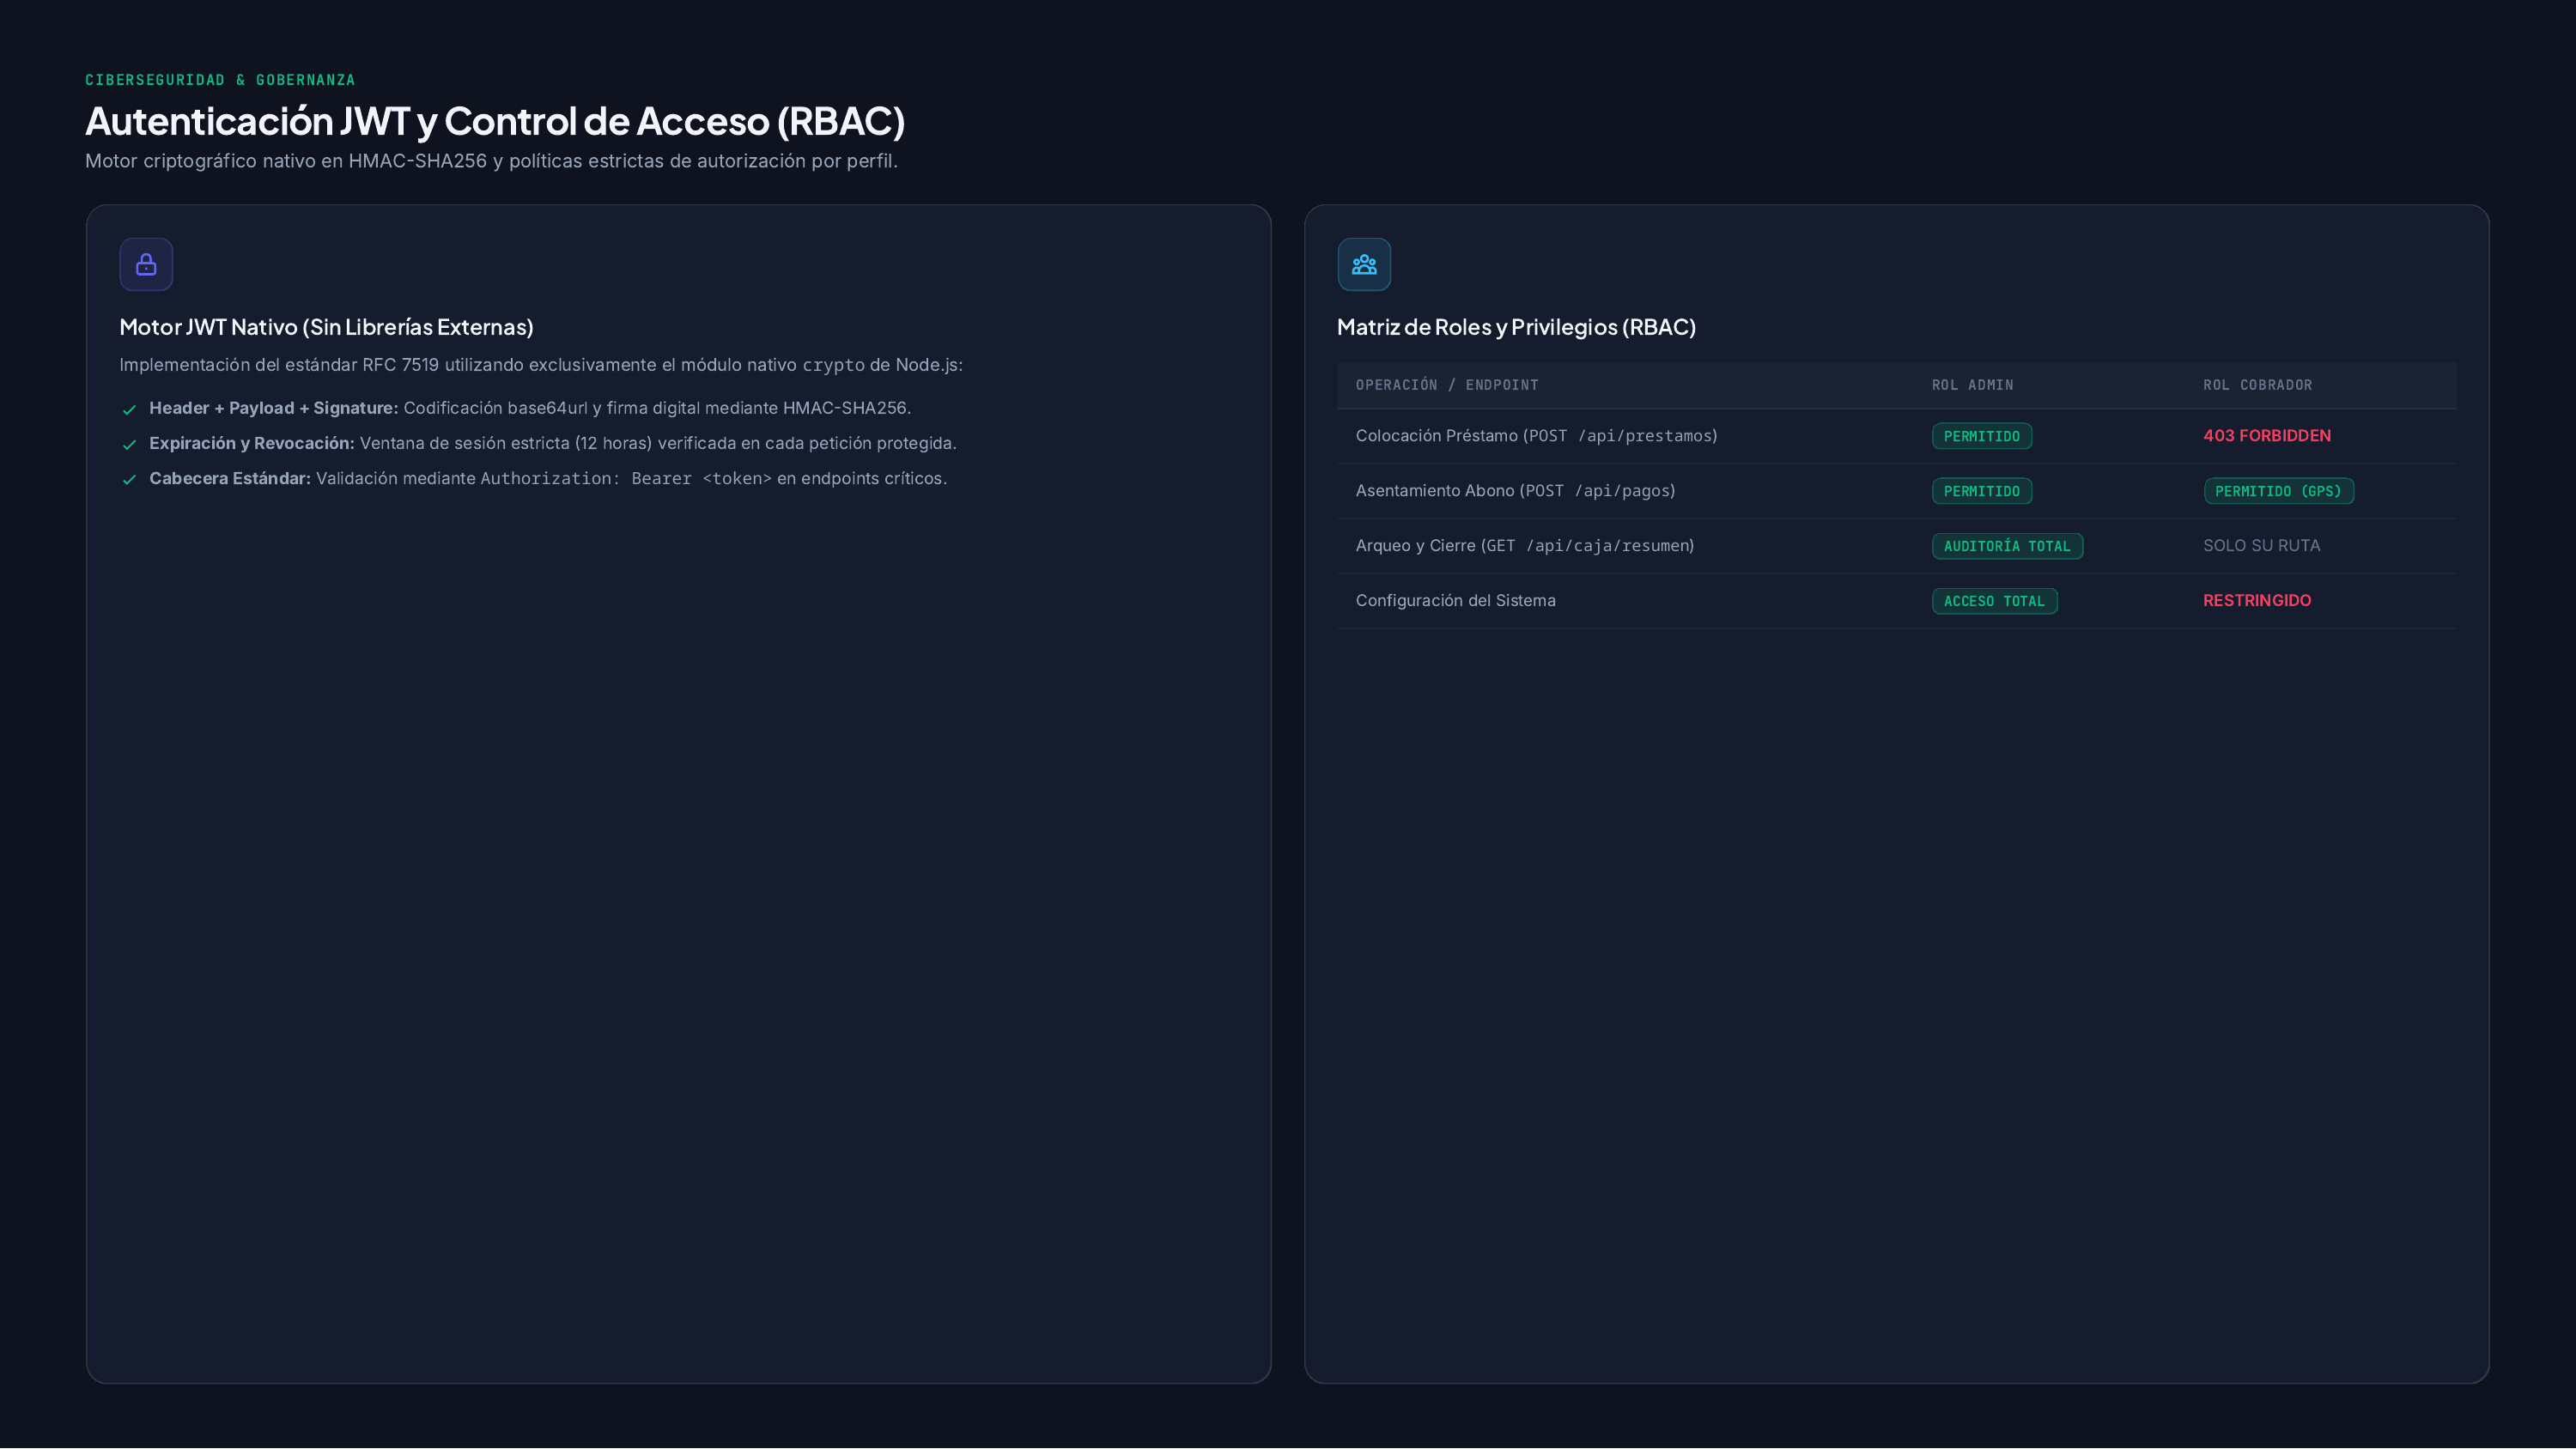 CIBERSEGURIDAD & GOBERNANZA
Autenticación JWT y Control de Acceso (RBAC)
Motor criptográfico nativo en HMAC-SHA256 y políticas estrictas de autorización por perfil.
Motor JWT Nativo (Sin Librerías Externas)
Implementación del estándar RFC 7519 utilizando exclusivamente el módulo nativo crypto de Node.js:
Header + Payload + Signature: Codificación base64url y firma digital mediante HMAC-SHA256.
Expiración y Revocación: Ventana de sesión estricta (12 horas) verificada en cada petición protegida.
Cabecera Estándar: Validación mediante Authorization: Bearer <token> en endpoints críticos.
Matriz de Roles y Privilegios (RBAC)
OPERACIÓN / ENDPOINT ROL ADMIN ROL COBRADOR
Colocación Préstamo (POST /api/prestamos) PERMITIDO 403 FORBIDDEN
Asentamiento Abono (POST /api/pagos) PERMITIDO PERMITIDO (GPS)
Arqueo y Cierre (GET /api/caja/resumen) AUDITORÍA TOTAL SOLO SU RUTA
Configuración del Sistema ACCESO TOTAL RESTRINGIDO